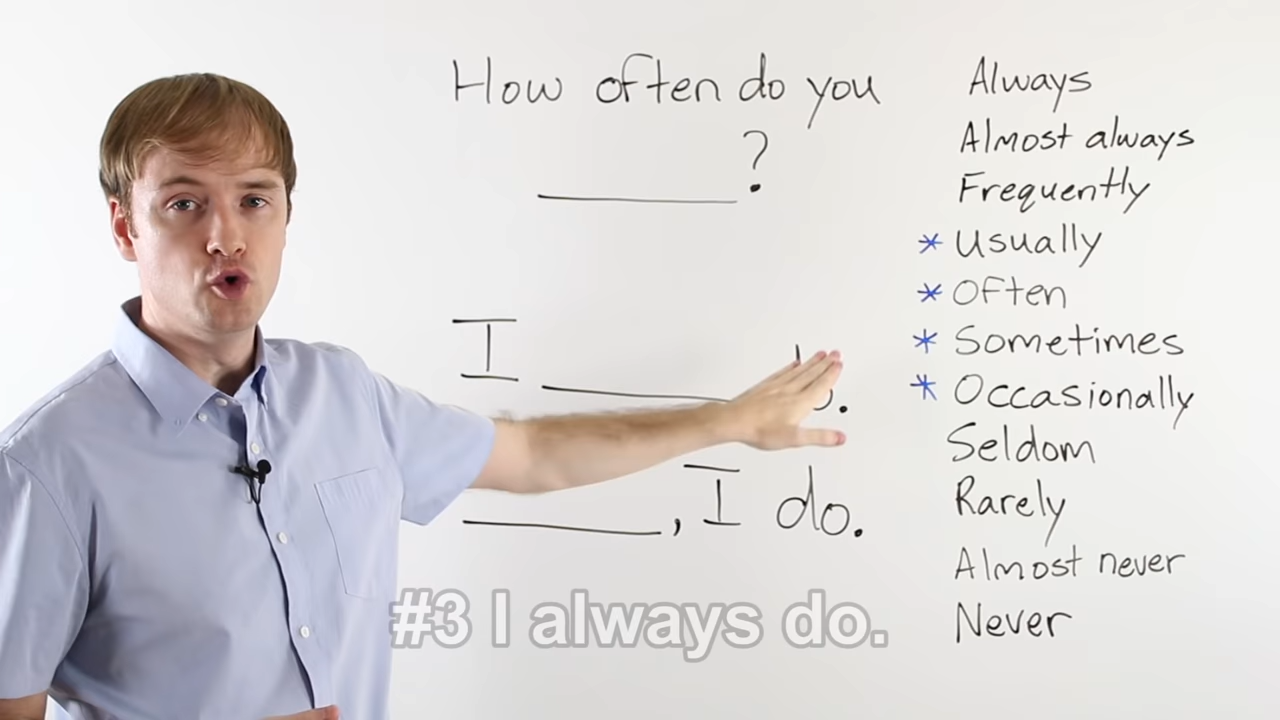 How often do you
?
I
, I do.
Always
Almost always
Frequently
* Usually
* Often
* Sometimes
* Occasionally
Seldom
Rarely
Almost never
Never
#3 I always do.